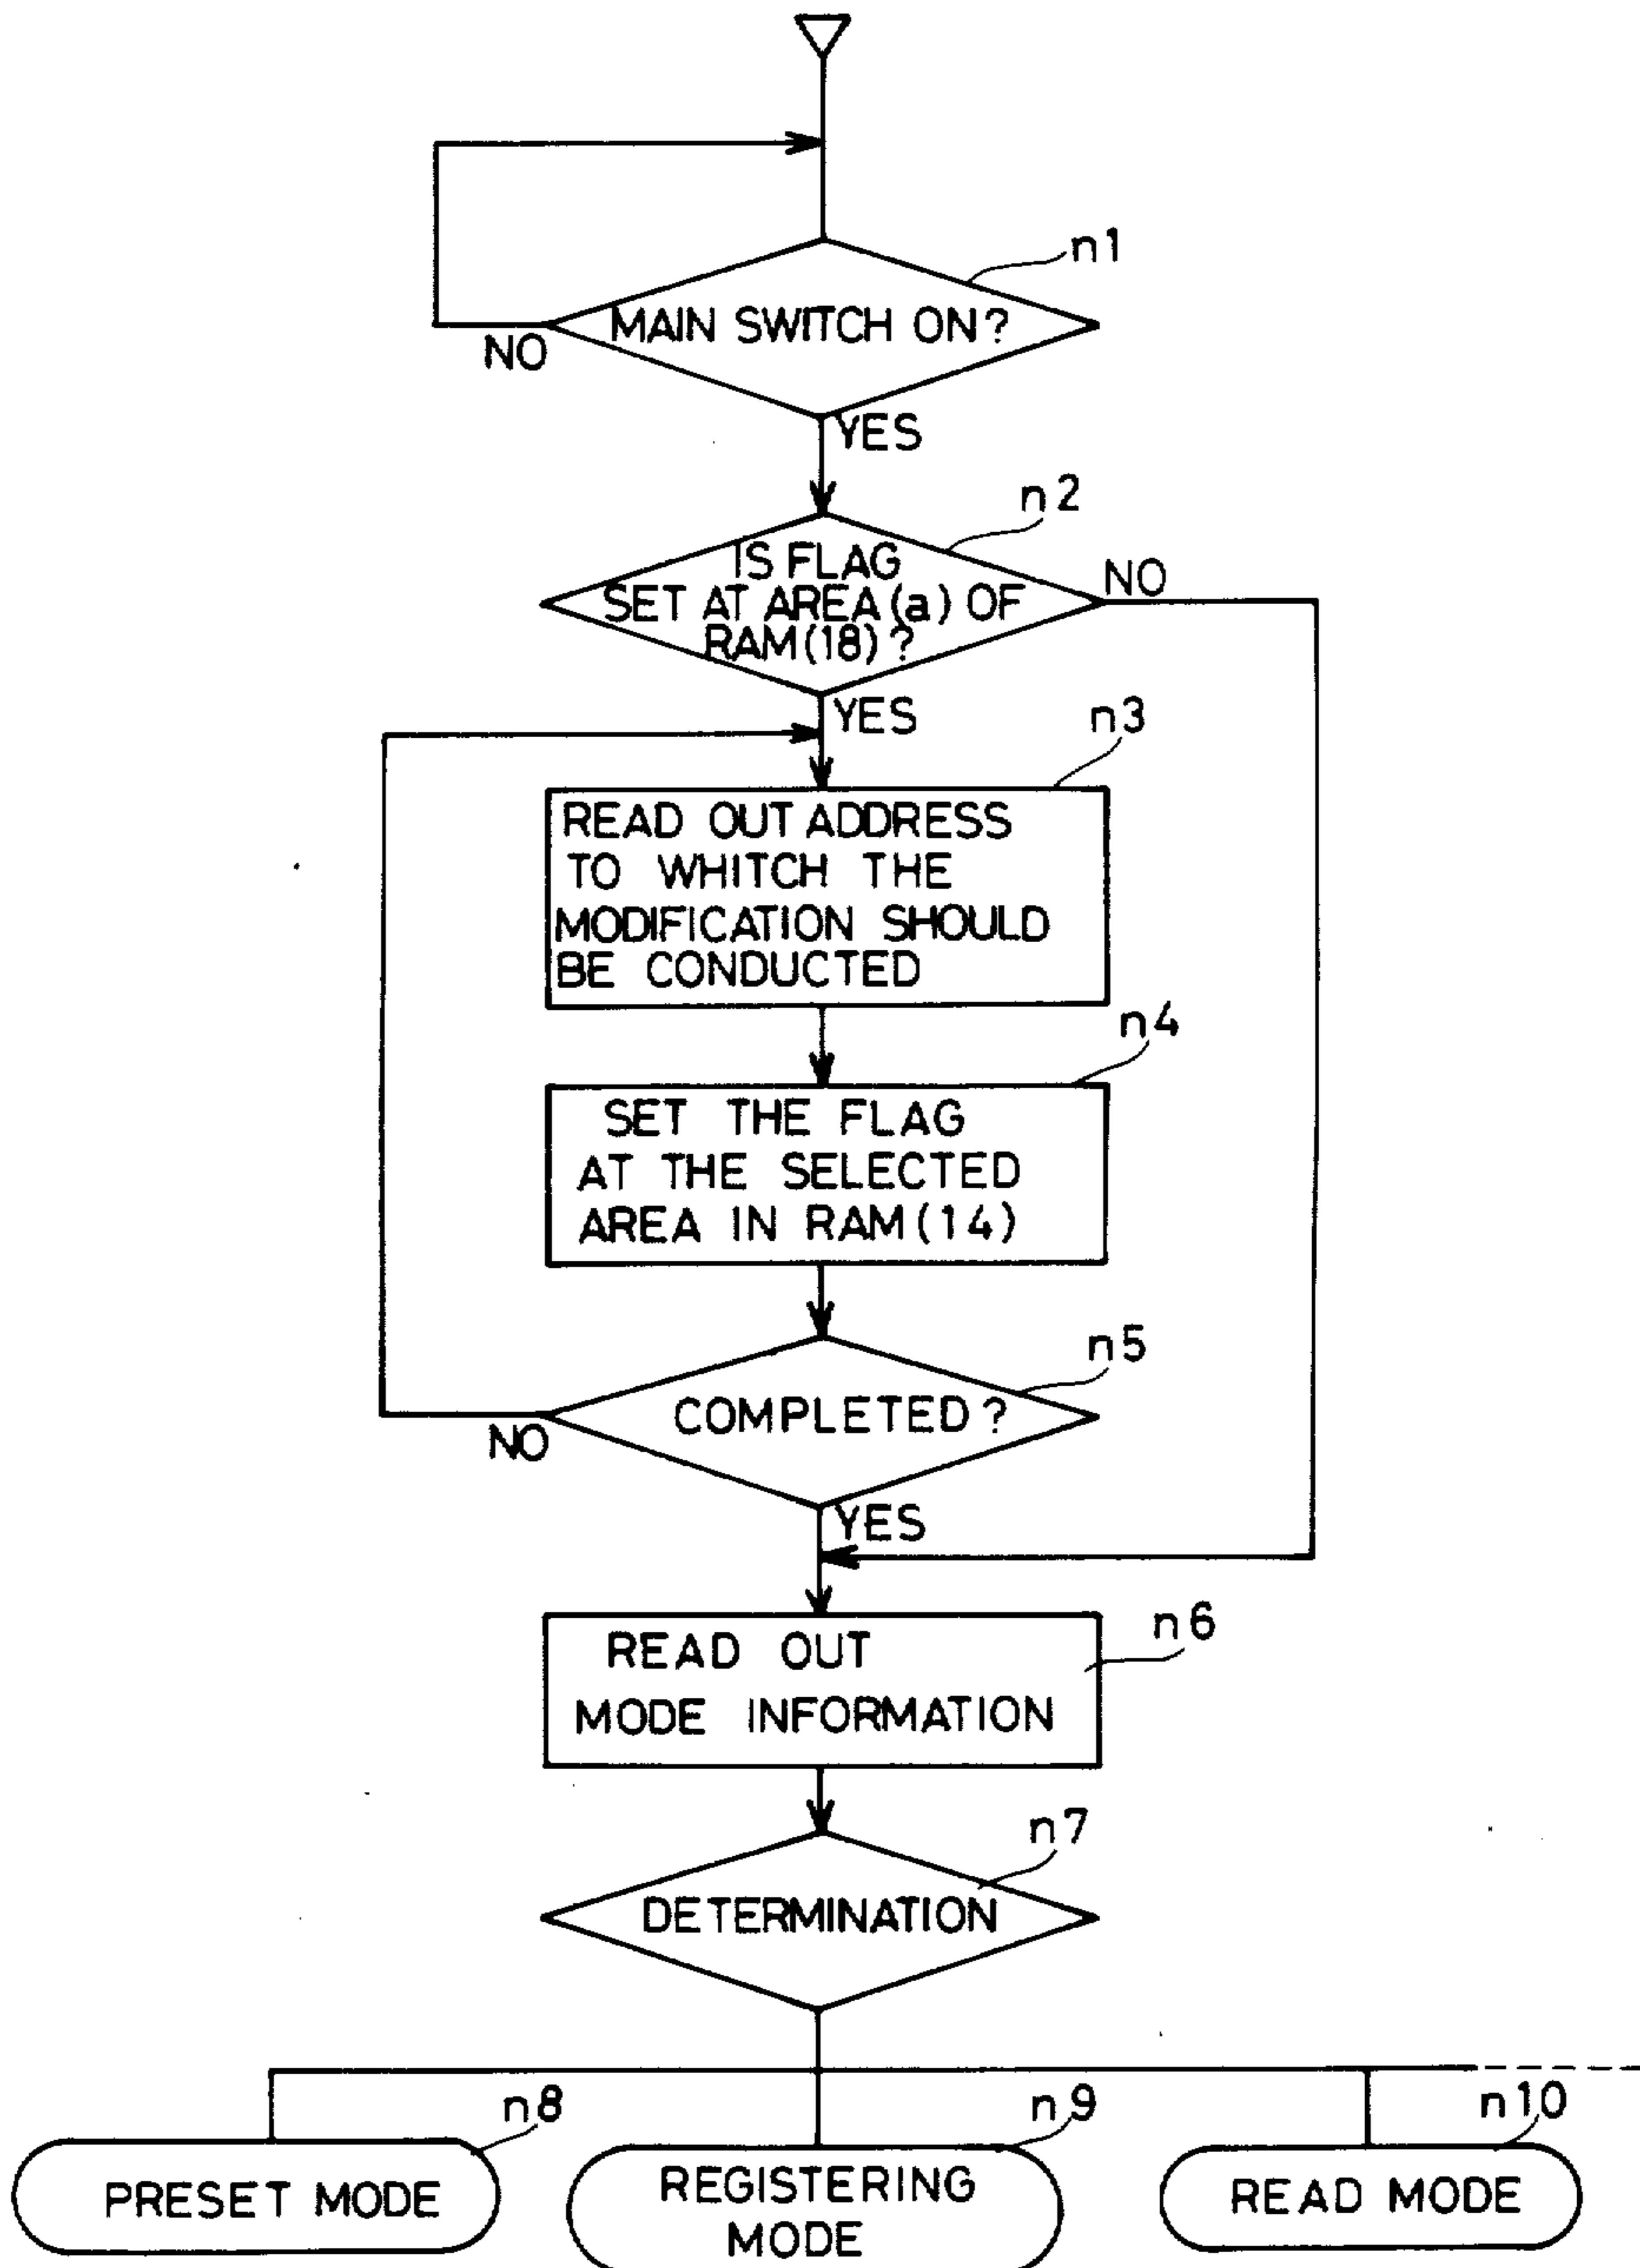 n1
MAIN SWITCH ON?
NO
YES
n2
IS FLAG
SET AT AREA(a) OF
RAM(18)?
NO
YES
n3
READ OUT ADDRESS
TO WHITCH THE
MODIFICATION SHOULD
BE CONDUCTED
n4
SET THE FLAG
AT THE SELECTED
AREA IN RAM(14)
n5
COMPLETED?
NO
YES
n6
READ OUT
MODE INFORMATION
n7
DETERMINATION
n8
PRESET MODE
n9
REGISTERING
MODE
n10
READ MODE